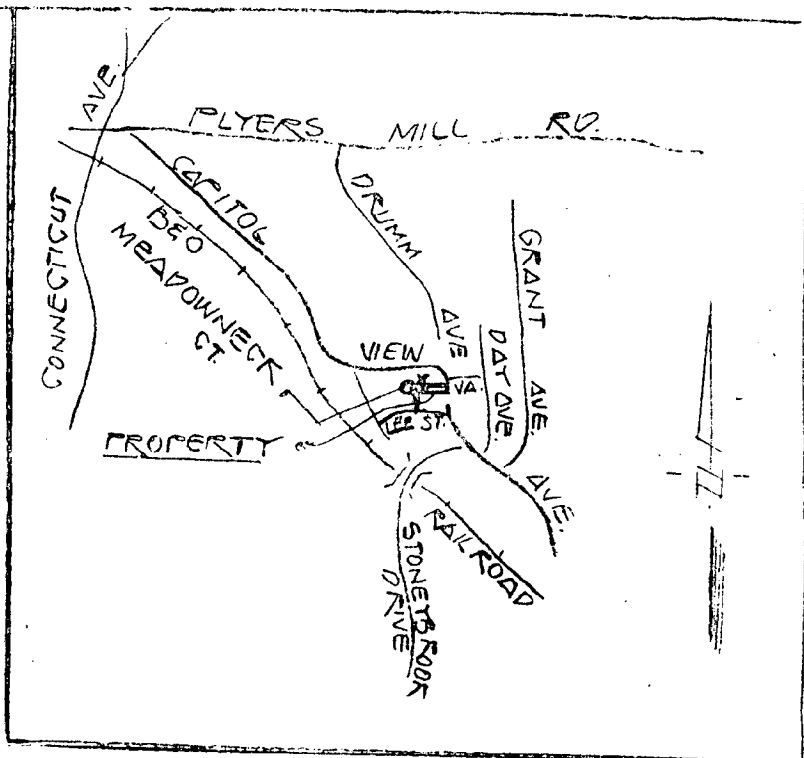 CONNECTICUT AVE.
PLYERS MILL RD.
CAPITOL VIEW AVE.
B&O RAILROAD
MEADOWNECK CT.
DRUMM AVE
GRANT AVE.
DAY AVE.
VA.
LEE ST.
PROPERTY
STONEYBROOK DRIVE